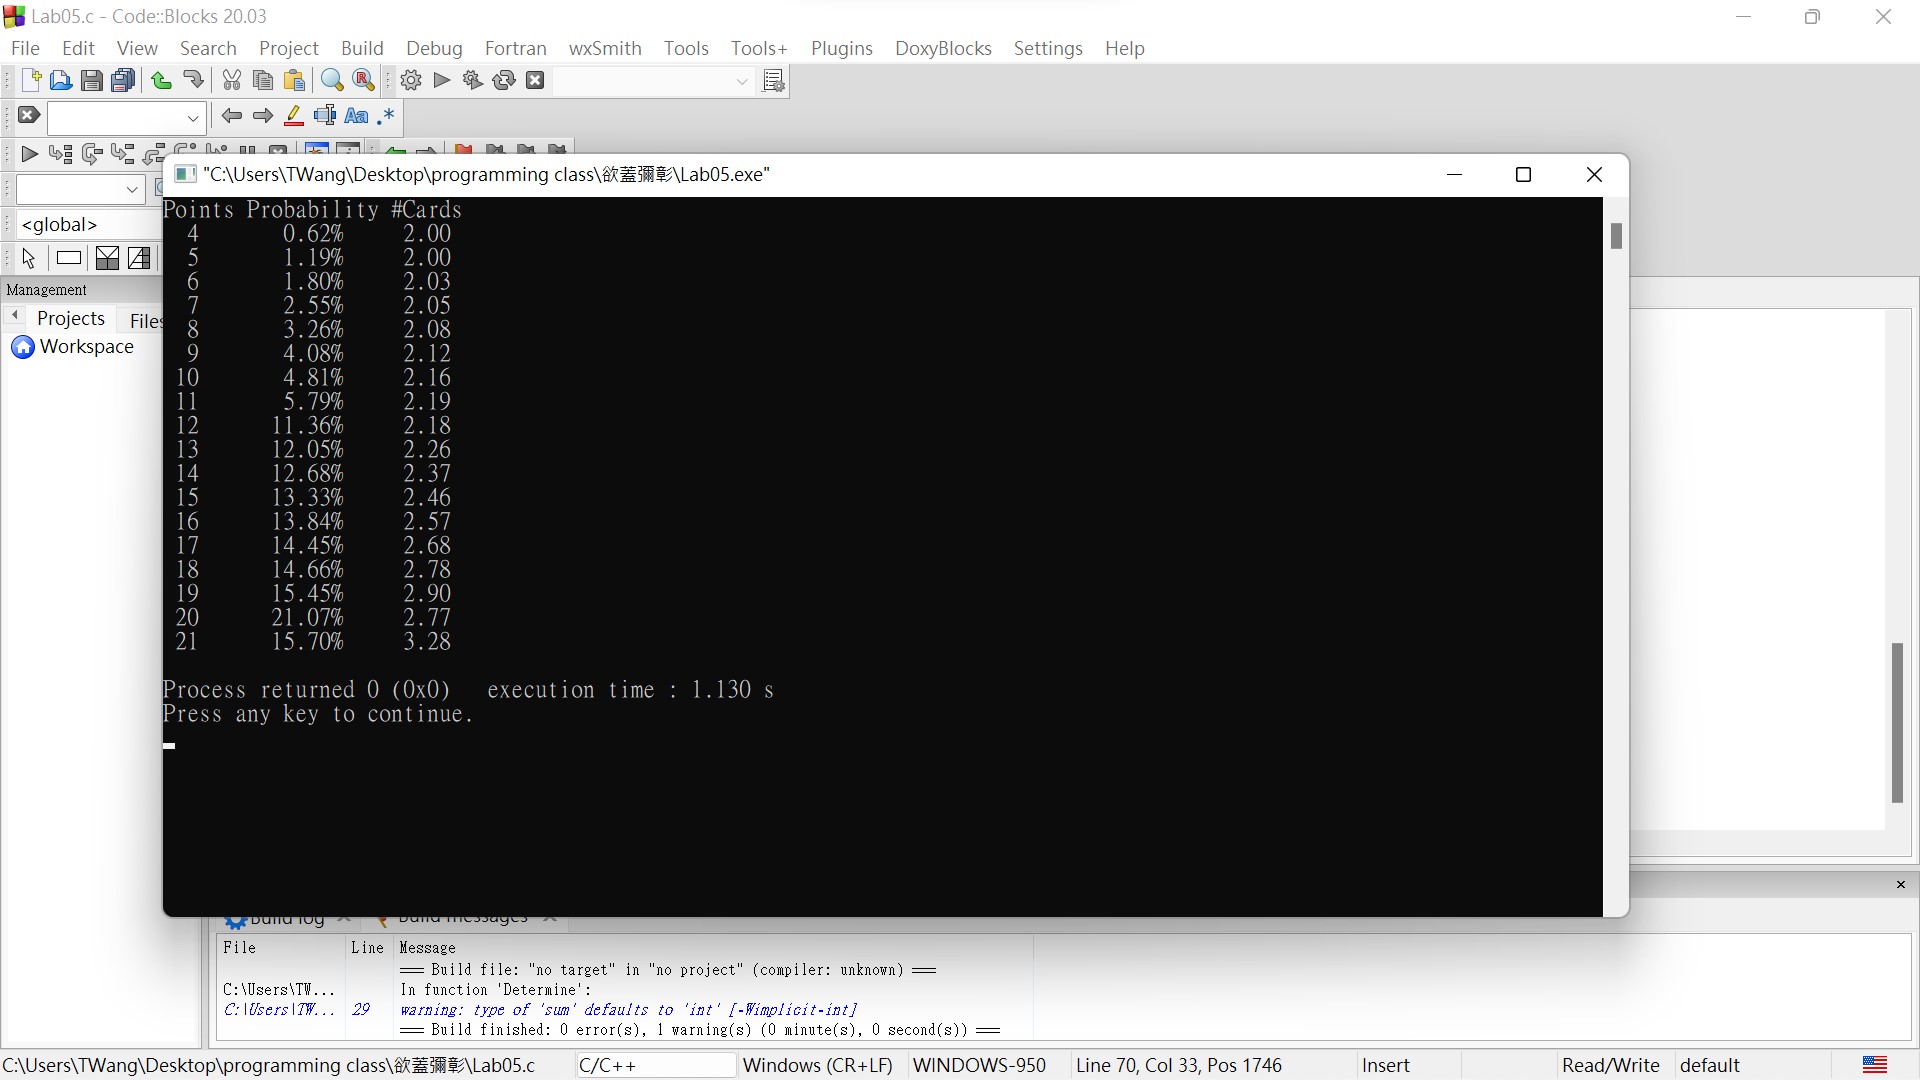 Lab05.c - Code::Blocks 20.03
File Edit View Search Project Build Debug Fortran wxSmith Tools Tools+ Plugins DoxyBlocks Settings Help
"C:\Users\TWang\Desktop\programming class\欲蓋彌彰\Lab05.exe"
<global>
Management
Projects Files
Workspace
Points Probability #Cards
4 0.62% 2.00
5 1.19% 2.00
6 1.80% 2.03
7 2.55% 2.05
8 3.26% 2.08
9 4.08% 2.12
10 4.81% 2.16
11 5.79% 2.19
12 11.36% 2.18
13 12.05% 2.26
14 12.68% 2.37
15 13.33% 2.46
16 13.84% 2.57
17 14.45% 2.68
18 14.66% 2.78
19 15.45% 2.90
20 21.07% 2.77
21 15.70% 3.28
Process returned 0 (0x0) execution time : 1.130 s
Press any key to continue.
Build log Build messages
File Line Message
=== Build file: "no target" in "no project" (compiler: unknown) ===
C:\Users\TW... In function 'Determine':
C:\Users\TW... 29 warning: type of 'sum' defaults to 'int' [-Wimplicit-int]
=== Build finished: 0 error(s), 1 warning(s) (0 minute(s), 0 second(s)) ===
C:\Users\TWang\Desktop\programming class\欲蓋彌彰\Lab05.c C/C++ Windows (CR+LF) WINDOWS-950 Line 70, Col 33, Pos 1746 Insert Read/Write default